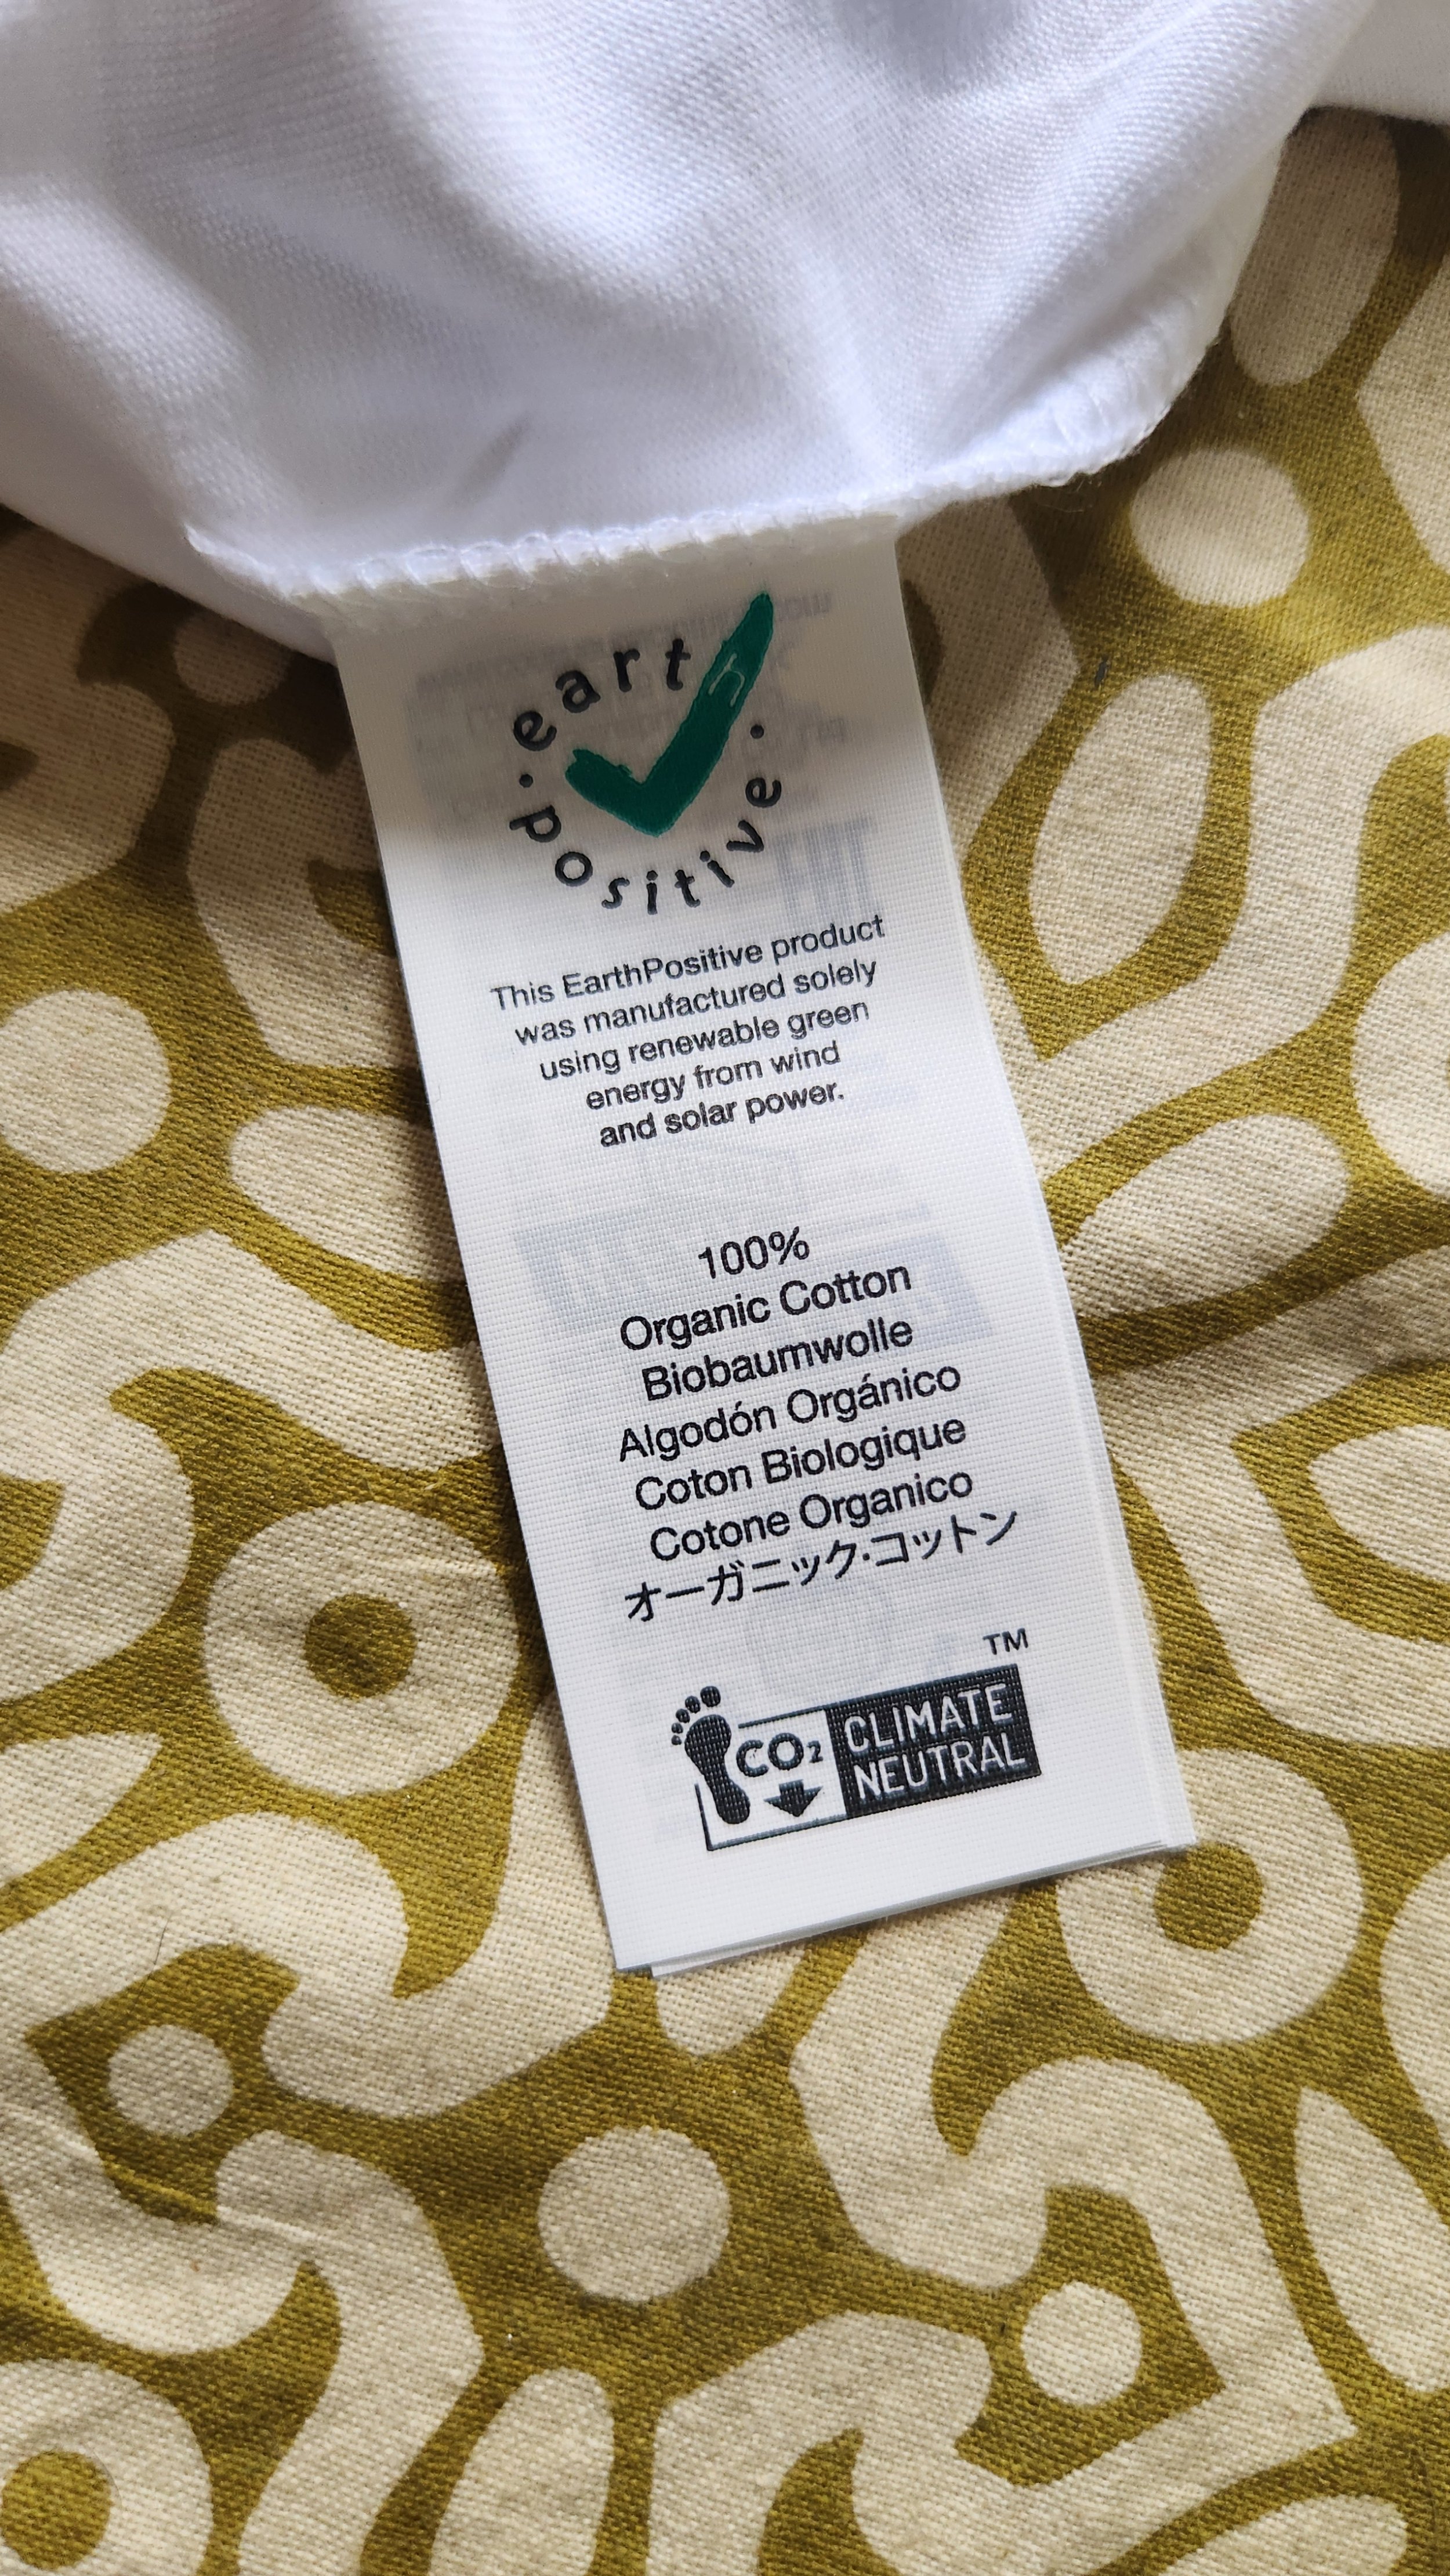 earth
positive
This EarthPositive product
was manufactured solely
using renewable green
energy from wind
and solar power.
100%
Organic Cotton
Biobaumwolle
Algodón Orgánico
Coton Biologique
Cotone Organico
オーガニック·コットン
TM
CO₂ CLIMATE
NEUTRAL